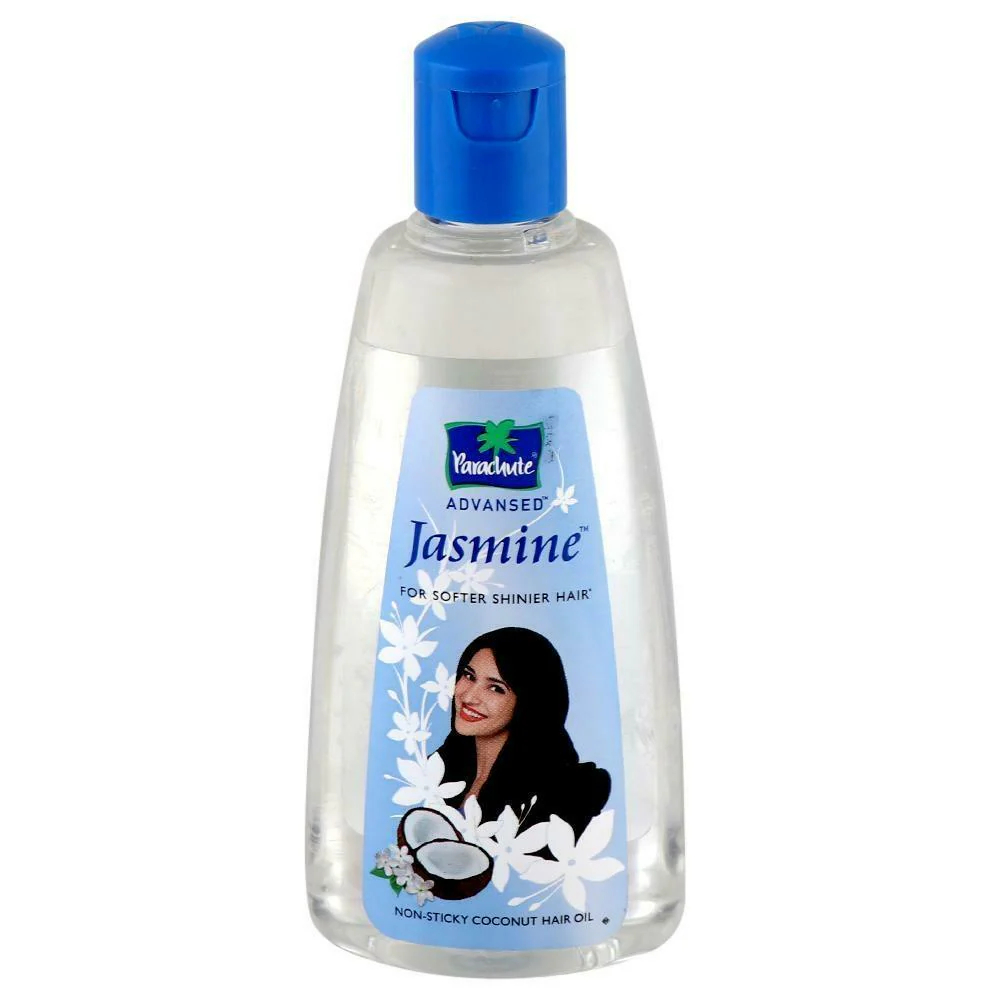 Parachute®
ADVANSED™
Jasmine™
FOR SOFTER SHINIER HAIR*
NON-STICKY COCONUT HAIR OIL